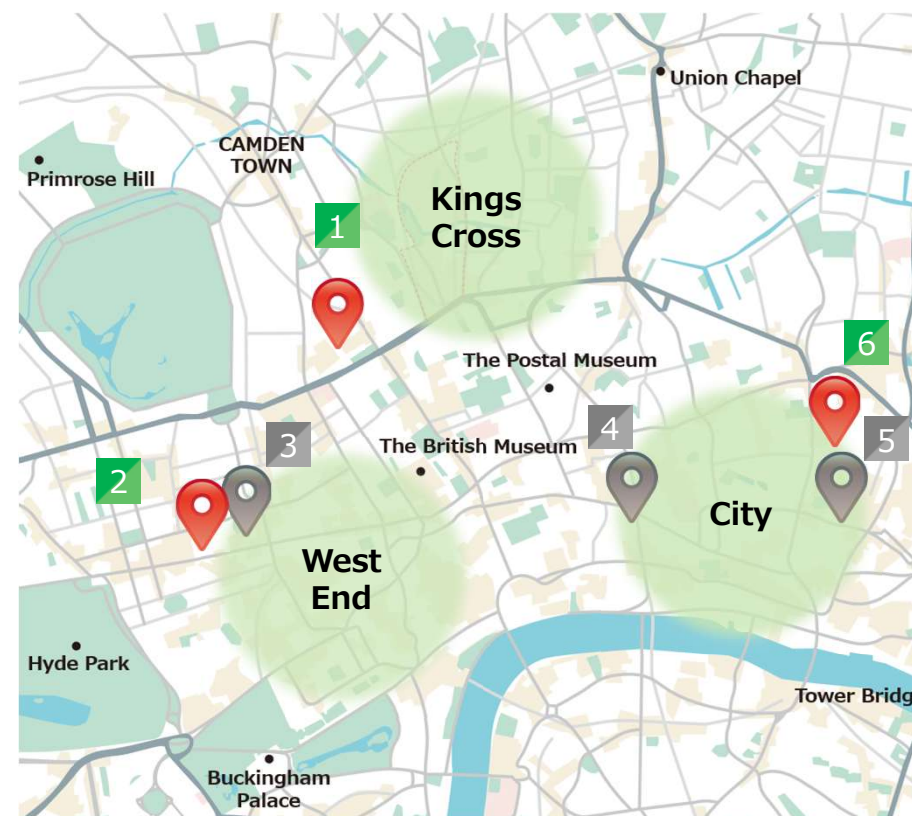 Union Chapel
CAMDEN
TOWN
Primrose Hill
Kings
Cross
1
6
The Postal Museum
The British Museum
3
4
5
2
City
West
End
Hyde Park
Tower Bridg
Buckingham
Palace